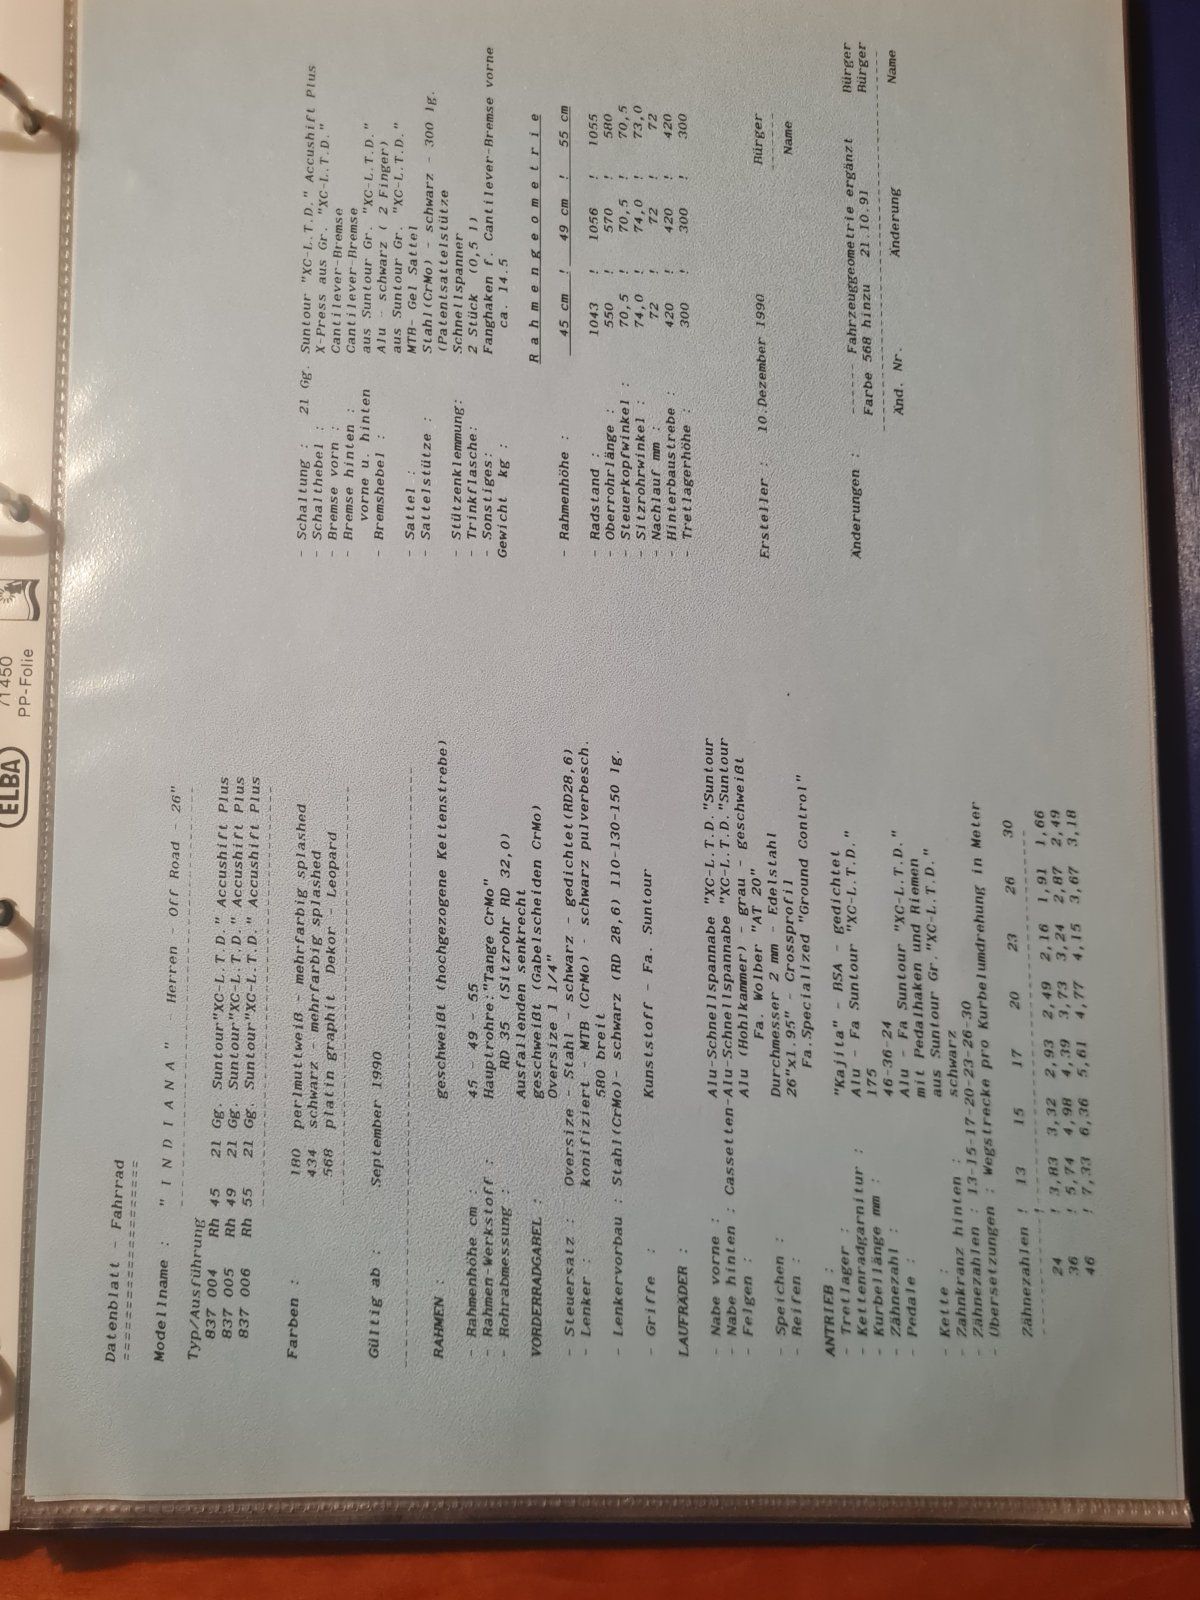 ELBA
71450
PP-Folie
Datenblatt - Fahrrad
====================
Modellname : " I N D I A N A " - Herren - Off Road - 26"
Typ/Ausführung
837 004 Rh 45 21 Gg. Suntour"XC-L.T.D." Accushift Plus
837 005 Rh 49 21 Gg. Suntour"XC-L.T.D." Accushift Plus
837 006 Rh 55 21 Gg. Suntour"XC-L.T.D." Accushift Plus
Farben : 180 perlmuttweiß - mehrfarbig splashed
434 schwarz - mehrfarbig splashed
568 platin graphit Dekor - Leopard
Gültig ab : September 1990
RAHMEN : geschweißt (hochgezogene Kettenstrebe)
- Rahmenhöhe cm : 45 - 49 - 55
- Rahmen-Werkstoff : Hauptrohre:"Tange CrMo"
- Rohrabmessung : RD 35 (Sitzrohr RD 32,0)
Ausfallenden senkrecht
VORDERRADGABEL : geschweißt (Gabelscheiden CrMo)
Oversize 1 1/4"
- Steuersatz : Oversize - Stahl - schwarz - gedichtet(RD28,6)
- Lenker : konifiziert - MTB (CrMo) - schwarz pulverbesch.
580 breit
- Lenkervorbau : Stahl(CrMo)- schwarz (RD 28,6) 110-130-150 lg.
- Griffe : Kunststoff - Fa. Suntour
LAUFRÄDER :
- Nabe vorne : Alu-Schnellspannabe "XC-L.T.D."Suntour
- Nabe hinten : Cassetten-Alu-Schnellspannabe "XC-L.T.D."Suntour
- Felgen : Alu (Hohlkammer) - grau - geschweißt
Fa. Wolber "AT 20"
- Speichen : Durchmesser 2 mm - Edelstahl
- Reifen : 26"x1.95" - Crossprofil
Fa.Specialized "Ground Control"
ANTRIEB :
- Tretlager : "Kajita" - BSA - gedichtet
- Kettenradgarnitur : Alu - Fa Suntour "XC-L.T.D."
- Kurbellänge mm : 175
- Zähnezahl : 46-36-24
- Pedale : Alu - Fa Suntour "XC-L.T.D."
mit Pedalhaken und Riemen
aus Suntour Gr."XC-L.T.D."
- Kette : schwarz
- Zahnkranz hinten :
- Zähnezahlen : 13-15-17-20-23-26-30
- Übersetzungen : Wegstrecke pro Kurbelumdrehung in Meter
Zähnezahlen ! 13 15 17 20 23 26 30
24 ! 3,83 3,32 2,93 2,49 2,16 1,91 1,66
36 ! 5,74 4,98 4,39 3,73 3,24 2,87 2,49
46 ! 7,33 6,36 5,61 4,77 4,15 3,67 3,18
- Schaltung : 21 Gg. Suntour "XC-L.T.D." Accushift Plus
- Schalthebel : X-Press aus Gr. "XC-L.T.D."
- Bremse vorn : Cantilever-Bremse
- Bremse hinten : Cantilever-Bremse
vorne u. hinten aus Suntour Gr. "XC-L.T.D."
- Bremshebel : Alu - schwarz ( 2 Finger)
aus Suntour Gr. "XC-L.T.D."
- Sattel : MTR- Gel Sattel
- Sattelstütze : Stahl(CrMo) - schwarz - 300 lg.
(Patentsattelstütze
- Stützenklemmung: Schnellspanner
- Trinkflasche: 2 Stück (0,5 l)
- Sonstiges: Fanghaken f. Cantilever-Bremse vorne
Gewicht kg : ca. 14.5
R a h m e n g e o m e t r i e
- Rahmenhöhe : 45 cm ! 49 cm ! 55 cm
- Radstand : 1043 ! 1056 ! 1055
- Oberrohrlänge : 550 ! 570 ! 580
- Steuerkopfwinkel : 70,5 ! 70,5 ! 70,5
- Sitzrohrwinkel : 74,0 ! 74,0 ! 73,0
- Nachlauf mm : 72 ! 72 ! 72
- Hinterbaustrebe : 420 ! 420 ! 420
- Tretlagerhöhe : 300 ! 300 ! 300
Ersteller : 10.Dezember 1990 Bürger
Name
Änderungen : ----- Fahrzeuggeometrie ergänzt Bürger
Farbe 568 hinzu 21.10.91 Bürger
Änd. Nr. Änderung Name